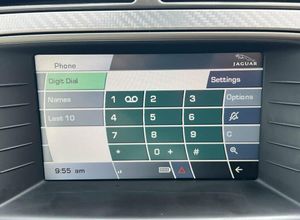 Phone
JAGUAR
Digit Dial
Settings
Names
1
2
3
Options
Last 10
4
5
6
7
8
9
C
*
0 +
#
9:55 am